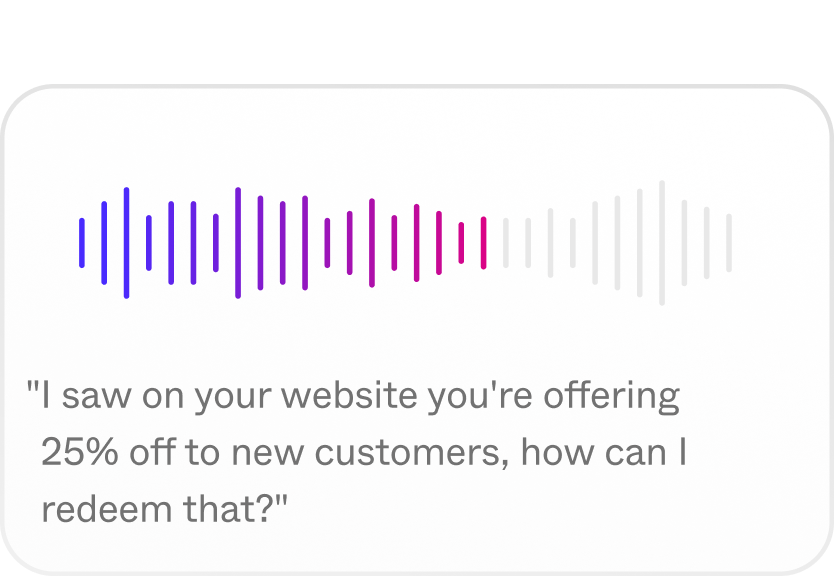 "I saw on your website you're offering
25% off to new customers, how can I
redeem that?"